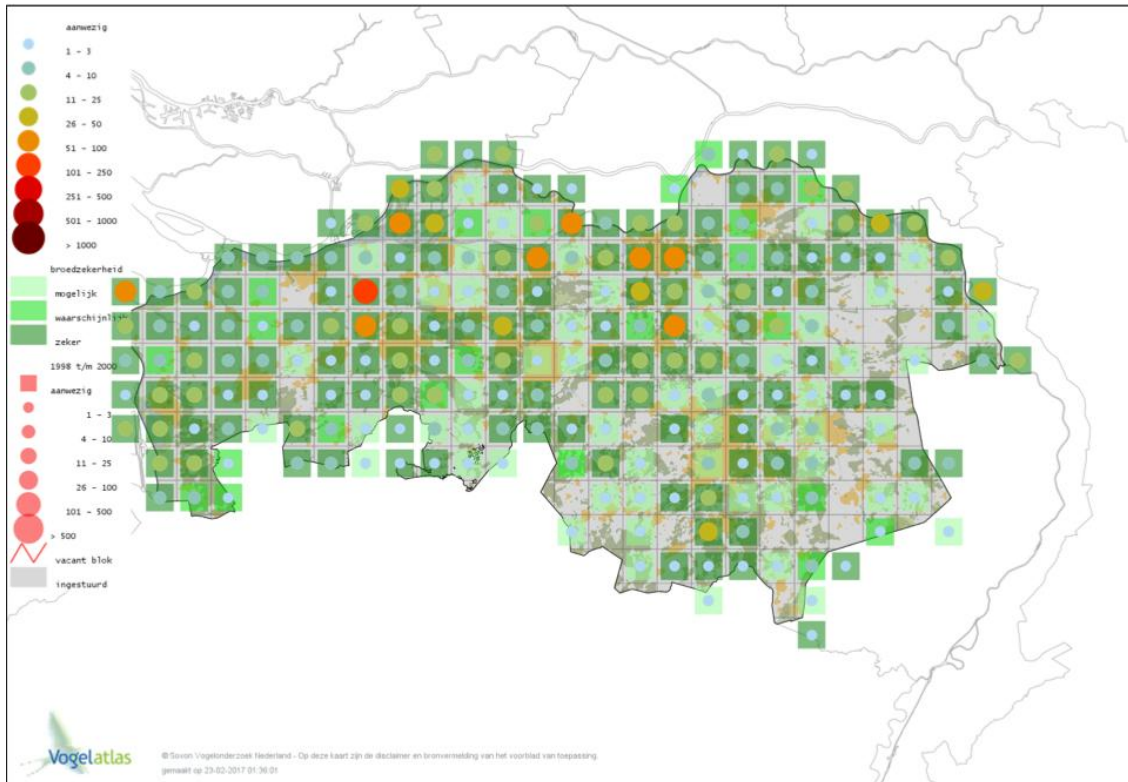 aanwezig
1 - 3
4 - 10
11 - 25
26 - 50
51 - 100
101 - 250
251 - 500
501 - 1000
> 1000
broedzekerheid
mogelijk
waarschijnlijk
zeker
1998 t/m 2000
aanwezig
1 - 3
4 - 10
11 - 25
26 - 100
101 - 500
> 500
vacant blok
ingestuurd
Vogelatlas
© Sovon Vogelonderzoek Nederland - Op deze kaart zijn de disclaimer en bronvermelding van het voorblad van toepassing.
gemaakt op 23-02-2017 01:36:01